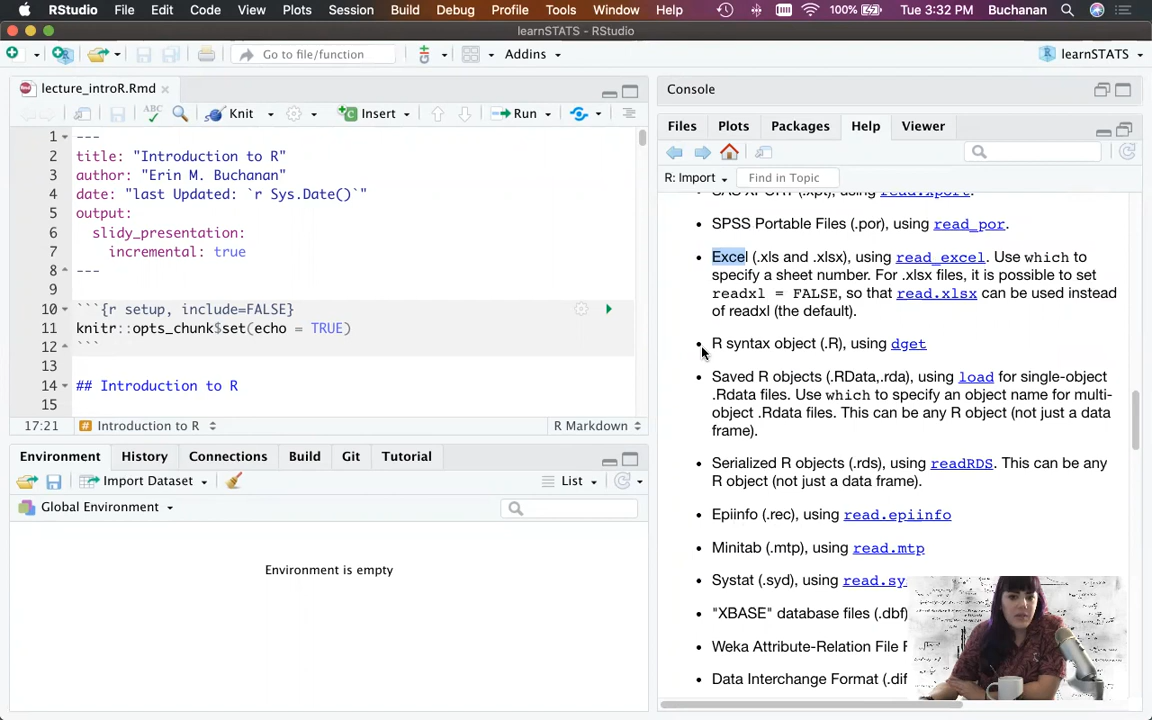 RStudio File Edit Code View Plots Session Build Debug Profile Tools Window Help 100% Tue 3:32 PM Buchanan
learnSTATS - RStudio
Go to file/function Addins learnSTATS
lecture_introR.Rmd
ABC Knit Insert Run
1 ---
2 title: "Introduction to R"
3 author: "Erin M. Buchanan"
4 date: "last Updated: `r Sys.Date()`"
5 output:
6 slidy_presentation:
7 incremental: true
8 ---
9
10 ```{r setup, include=FALSE}
11 knitr::opts_chunk$set(echo = TRUE)
12 ```
13
14 ## Introduction to R
15
17:21 # Introduction to R R Markdown
Environment History Connections Build Git Tutorial
Import Dataset List
Global Environment
Environment is empty
Console
Files Plots Packages Help Viewer
R: Import Find in Topic
SAS XPORT (.xpt), using read.xport.
• SPSS Portable Files (.por), using read_por.
• Excel (.xls and .xlsx), using read_excel. Use which to
specify a sheet number. For .xlsx files, it is possible to set
readxl = FALSE, so that read.xlsx can be used instead
of readxl (the default).
• R syntax object (.R), using dget
• Saved R objects (.RData,.rda), using load for single-object
.Rdata files. Use which to specify an object name for multi-
object .Rdata files. This can be any R object (not just a data
frame).
• Serialized R objects (.rds), using readRDS. This can be any
R object (not just a data frame).
• Epiinfo (.rec), using read.epiinfo
• Minitab (.mtp), using read.mtp
• Systat (.syd), using read.sy
• "XBASE" database files (.dbf)
• Weka Attribute-Relation File F
• Data Interchange Format (.dif